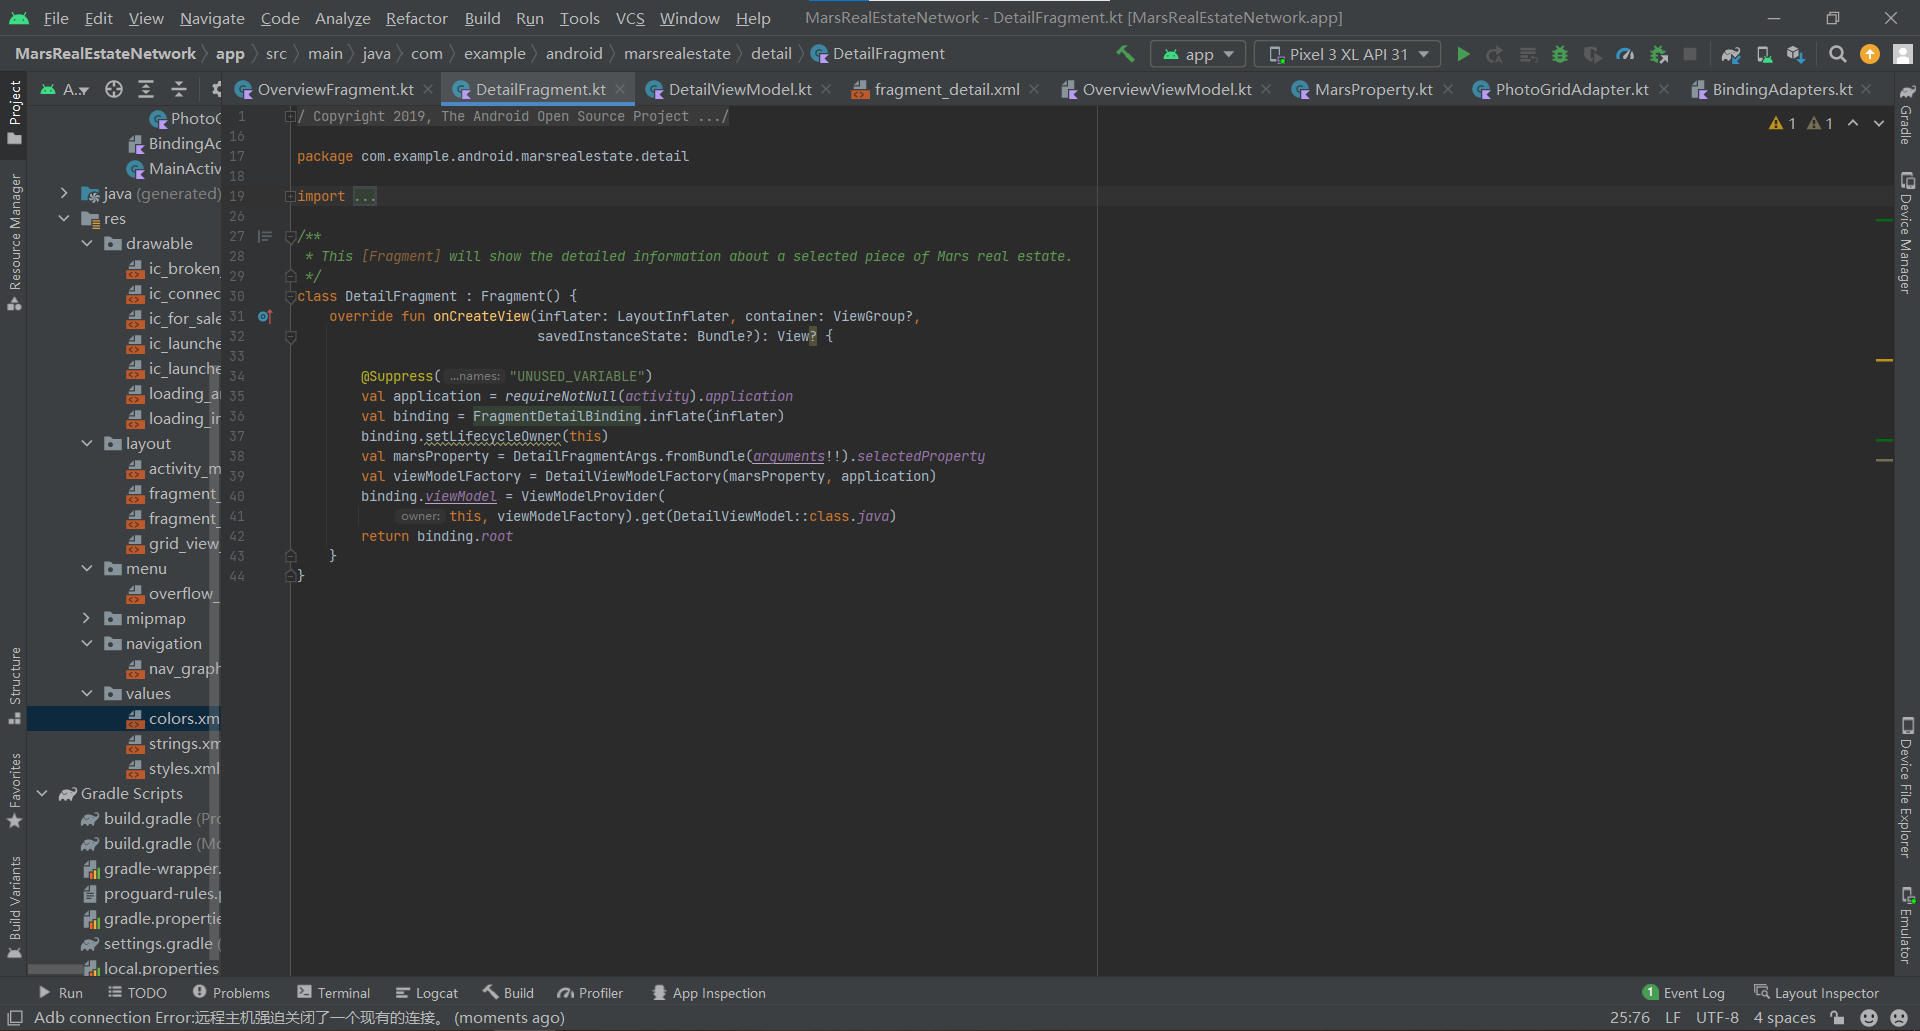 File Edit View Navigate Code Analyze Refactor Build Run Tools VCS Window Help MarsRealEstateNetwork - DetailFragment.kt [MarsRealEstateNetwork.app]
MarsRealEstateNetwork app src main java com example android marsrealestate detail DetailFragment app Pixel 3 XL API 31
A... OverviewFragment.kt DetailFragment.kt DetailViewModel.kt fragment_detail.xml OverviewViewModel.kt MarsProperty.kt PhotoGridAdapter.kt BindingAdapters.kt
Project
Resource Manager
Structure
Favorites
Build Variants
PhotoG
BindingAd
MainActiv
java (generated)
res
drawable
ic_broken_
ic_connec
ic_for_sale
ic_launche
ic_launche
loading_a
loading_i
layout
activity_m
fragment_
fragment_
grid_view_
menu
overflow_
mipmap
navigation
nav_graph
values
colors.xm
strings.xm
styles.xml
Gradle Scripts
build.gradle (Pro
build.gradle (Mo
gradle-wrapper.
proguard-rules.
gradle.propertie
settings.gradle (
local.properties
1 / Copyright 2019, The Android Open Source Project .../
16
17 package com.example.android.marsrealestate.detail
18
19 import ...
26
27 /**
28 * This [Fragment] will show the detailed information about a selected piece of Mars real estate.
29 */
30 class DetailFragment : Fragment() {
31 override fun onCreateView(inflater: LayoutInflater, container: ViewGroup?,
32 savedInstanceState: Bundle?): View? {
33
34 @Suppress( ...names: "UNUSED_VARIABLE")
35 val application = requireNotNull(activity).application
36 val binding = FragmentDetailBinding.inflate(inflater)
37 binding.setLifecycleOwner(this)
38 val marsProperty = DetailFragmentArgs.fromBundle(arguments!!).selectedProperty
39 val viewModelFactory = DetailViewModelFactory(marsProperty, application)
40 binding.viewModel = ViewModelProvider(
41 owner: this, viewModelFactory).get(DetailViewModel::class.java)
42 return binding.root
43 }
44 }
1 1
Gradle
Device Manager
Device File Explorer
Emulator
Run TODO Problems Terminal Logcat Build Profiler App Inspection 1 Event Log Layout Inspector
Adb connection Error:远程主机强迫关闭了一个现有的连接。 (moments ago) 25:76 LF UTF-8 4 spaces